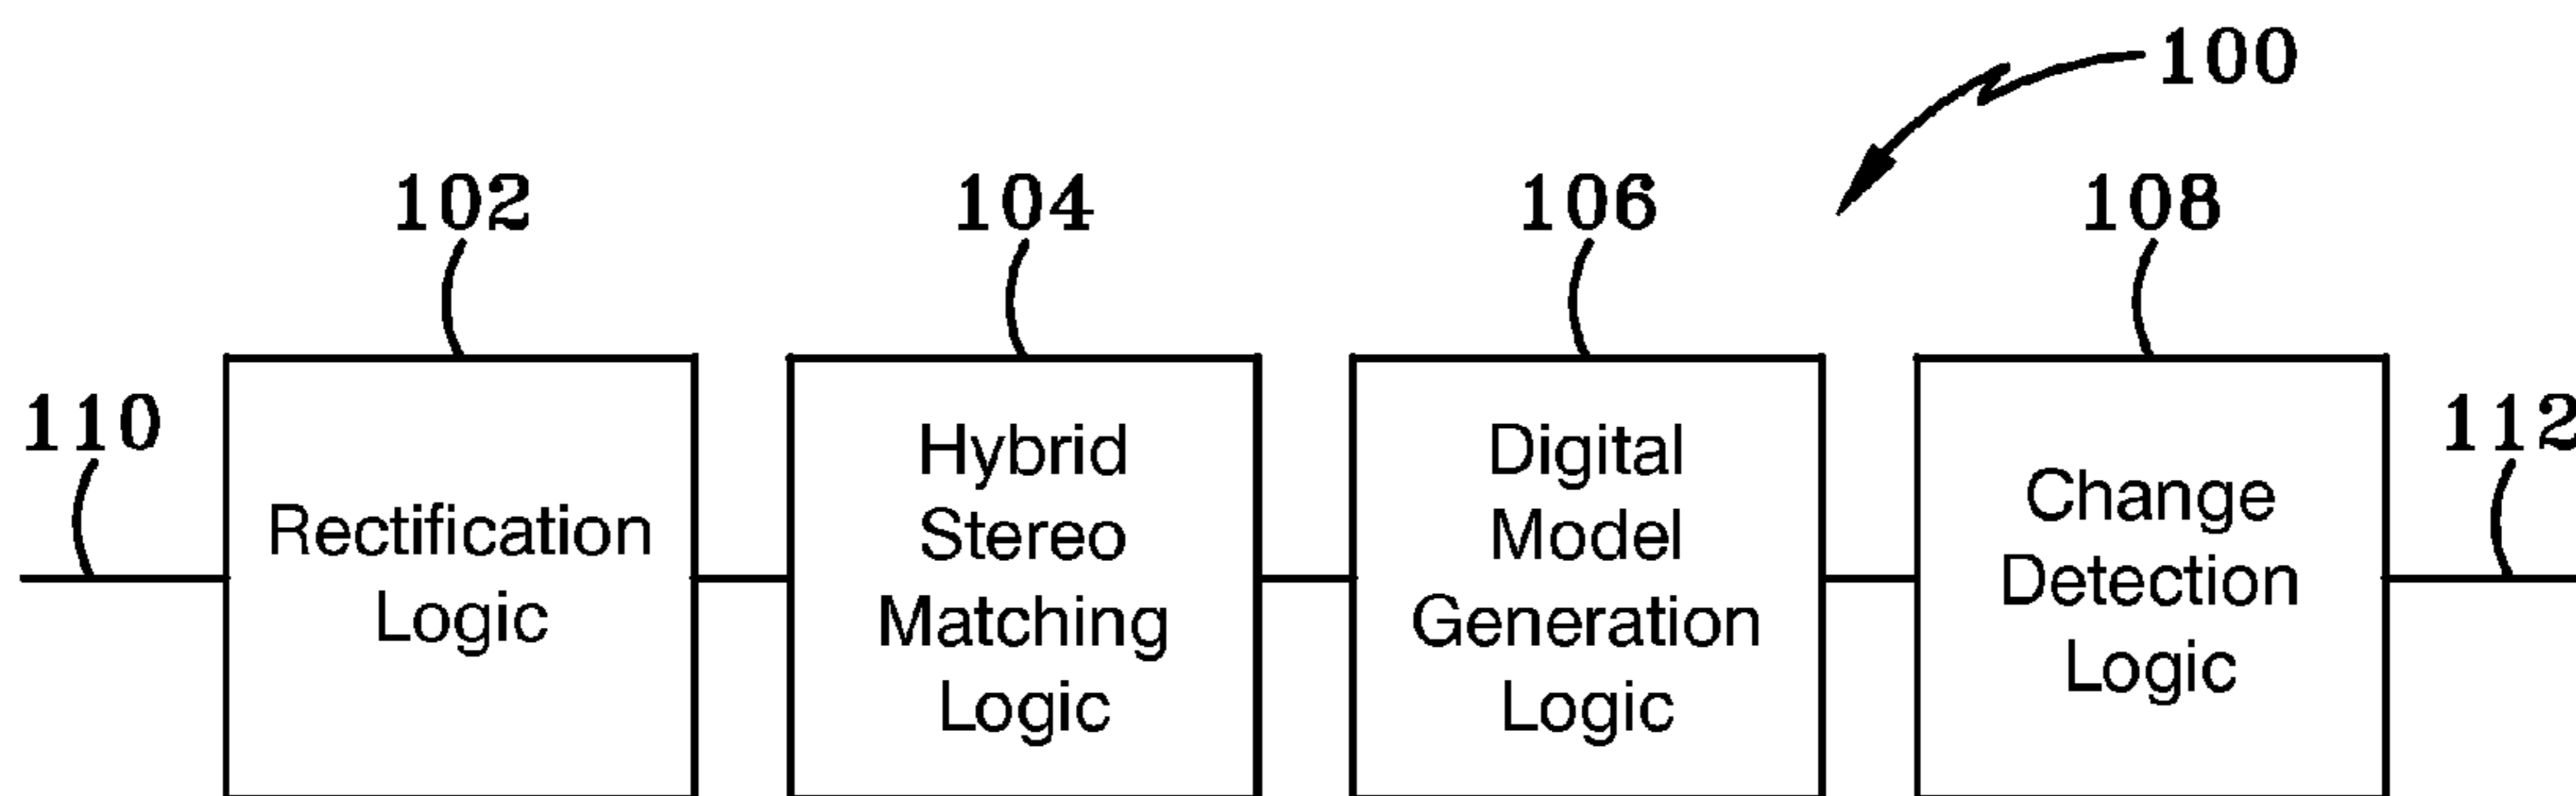 100
102
104
106
108
110
112
Rectification
Logic
Hybrid
Stereo
Matching
Logic
Digital
Model
Generation
Logic
Change
Detection
Logic